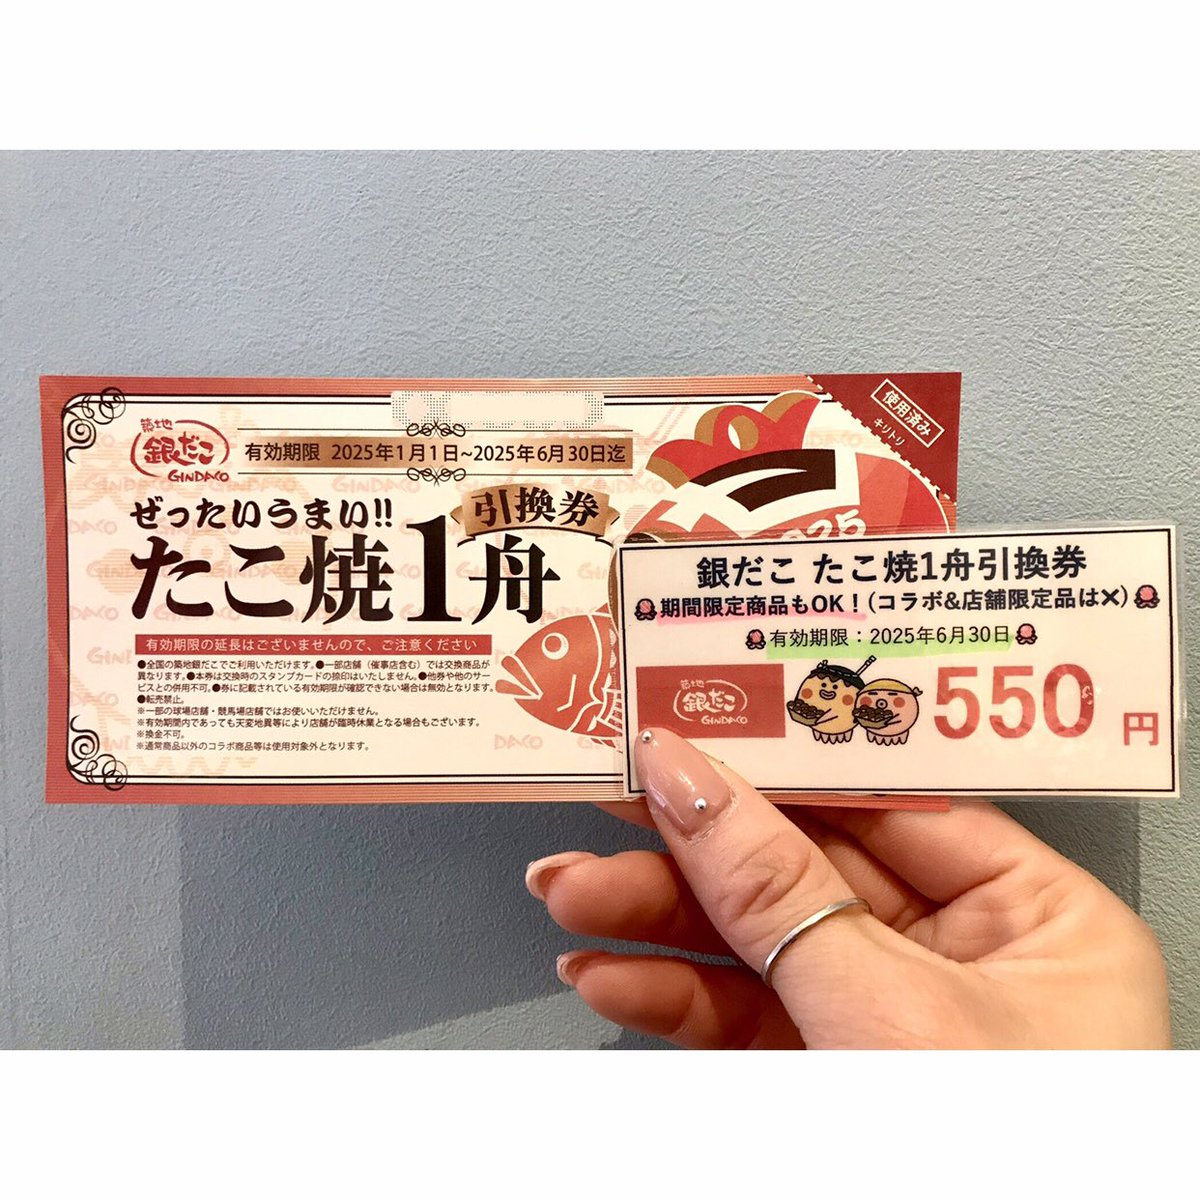 築地
銀だこ
GINDACO
有効期限 2025年1月1日~2025年6月30日迄
使用済み
キリトリ
ぜったいうまい!!
引換券
たこ焼1舟
2025
有効期限の延長はございませんので、ご注意ください
●全国の築地銀だこでご利用いただけます。●一部店舗（催事店含む）では交換商品が
異なります。●本券は交換時のスタンプカードの捺印はいたしません。●他券や他のサー
ビスとの併用不可。●券に記載されている有効期限が確認できない場合は無効となります。
●転売禁止。
※一部の球場店舗・競馬場店舗ではお使いいただけません。
※有効期間内であっても天変地異等により店舗が臨時休業となる場合もございます。
※換金不可。
※通常商品以外のコラボ商品等は使用対象外となります。
銀だこ たこ焼1舟引換券
🐙期間限定商品もOK！(コラボ&店舗限定品は❌)🐙
🐙有効期限：2025年6月30日🐙
築地
銀だこ
GINDACO
550円